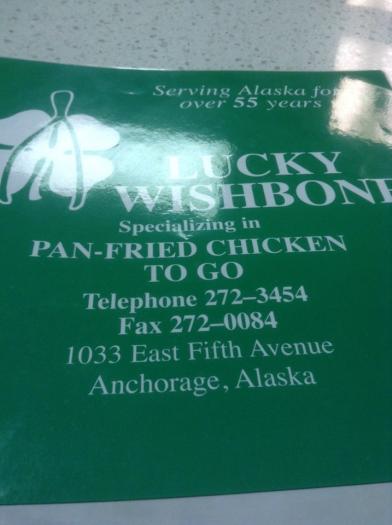 Serving Alaska for
over 55 years
LUCKY
WISHBONE
Specializing in
PAN-FRIED CHICKEN
TO GO
Telephone 272-3454
Fax 272-0084
1033 East Fifth Avenue
Anchorage, Alaska